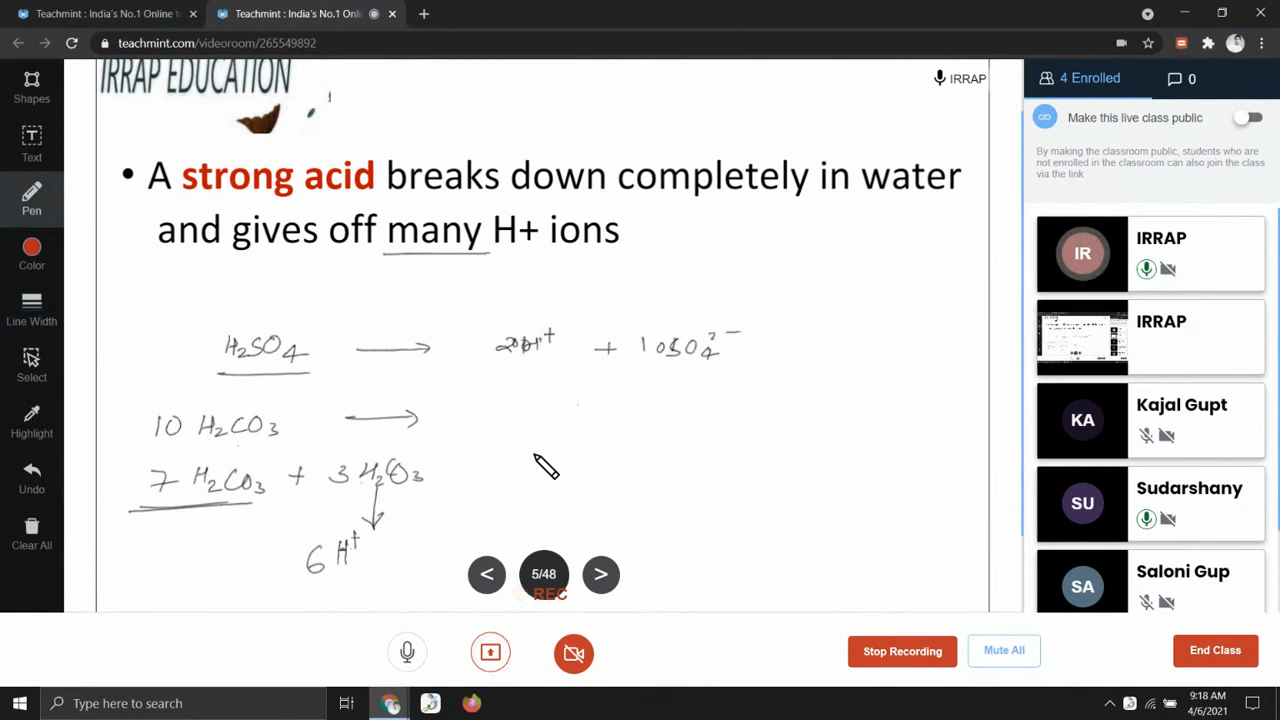 Teachmint: India's No.1 Online t
Teachmint: India's No.1 Onli
teachmint.com/videoroom/265549892
Shapes
Text
Pen
Color
Line Width
Select
Highlight
Undo
Clear All
IRRAP EDUCATION
IRRAP
• A strong acid breaks down completely in water
and gives off many H+ ions
H2SO4 → + 10SO4 2−
10 H2CO3 →
7 H2CO3 + 3 H2CO3
6 H+
< 5/48 >
REC
4 Enrolled
0
Make this live class public
By making the classroom public, students who are
not enrolled in the classroom can also join the class
via the link
IR
IRRAP
IRRAP
KA
Kajal Gupt
SU
Sudarshany
SA
Saloni Gup
Stop Recording
Mute All
End Class
Type here to search
9:18 AM
4/6/2021